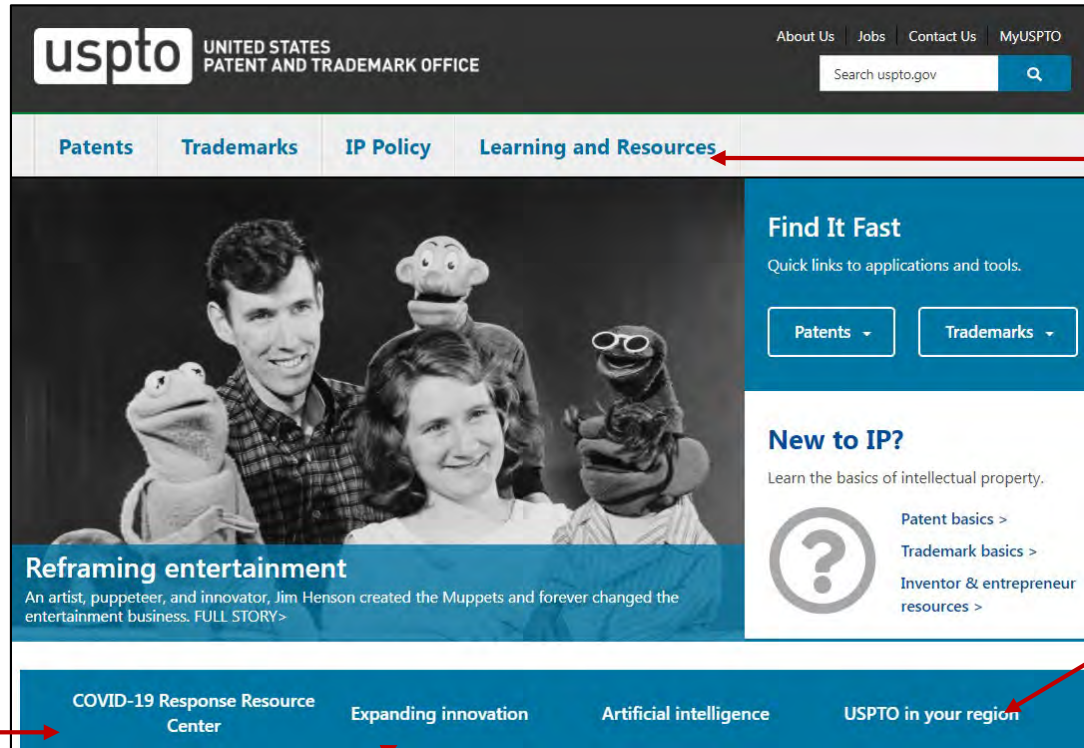 uspto UNITED STATES
PATENT AND TRADEMARK OFFICE
About Us Jobs Contact Us MyUSPTO
Search uspto.gov
Patents Trademarks IP Policy Learning and Resources
Find It Fast
Quick links to applications and tools.
Patents Trademarks
New to IP?
Learn the basics of intellectual property.
Patent basics >
Trademark basics >
Inventor & entrepreneur
resources >
?
Reframing entertainment
An artist, puppeteer, and innovator, Jim Henson created the Muppets and forever changed the
entertainment business. FULL STORY>
COVID-19 Response Resource
Center
Expanding innovation
Artificial intelligence
USPTO in your region